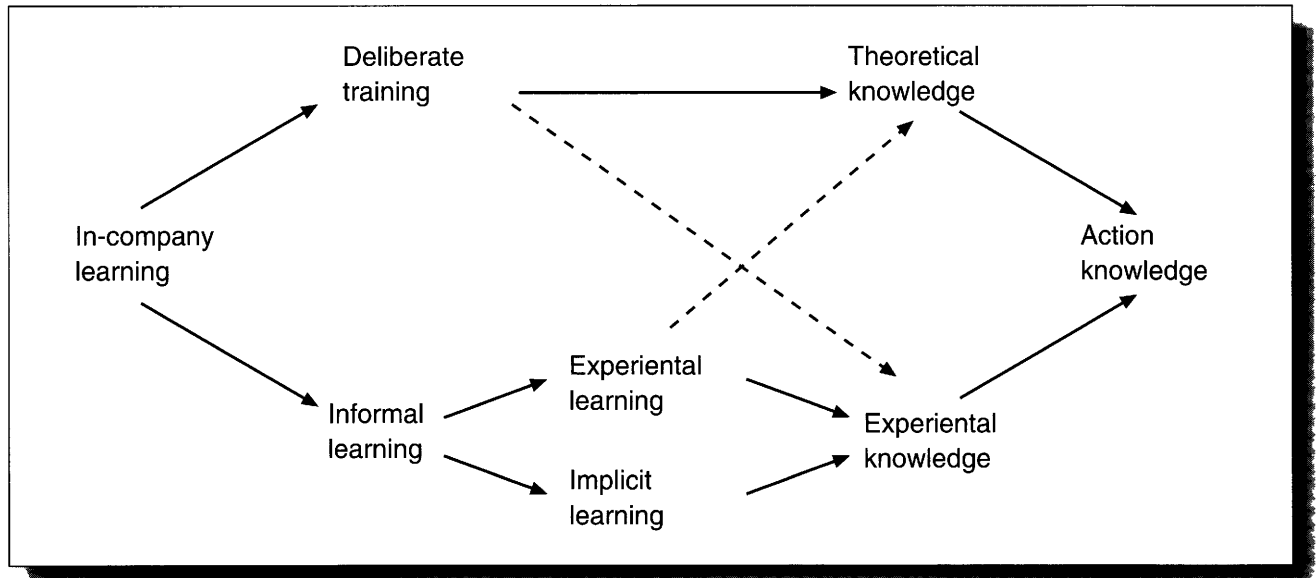 Deliberate
training
Theoretical
knowledge
In-company
learning
Action
knowledge
Experiental
learning
Informal
learning
Experiental
knowledge
Implicit
learning